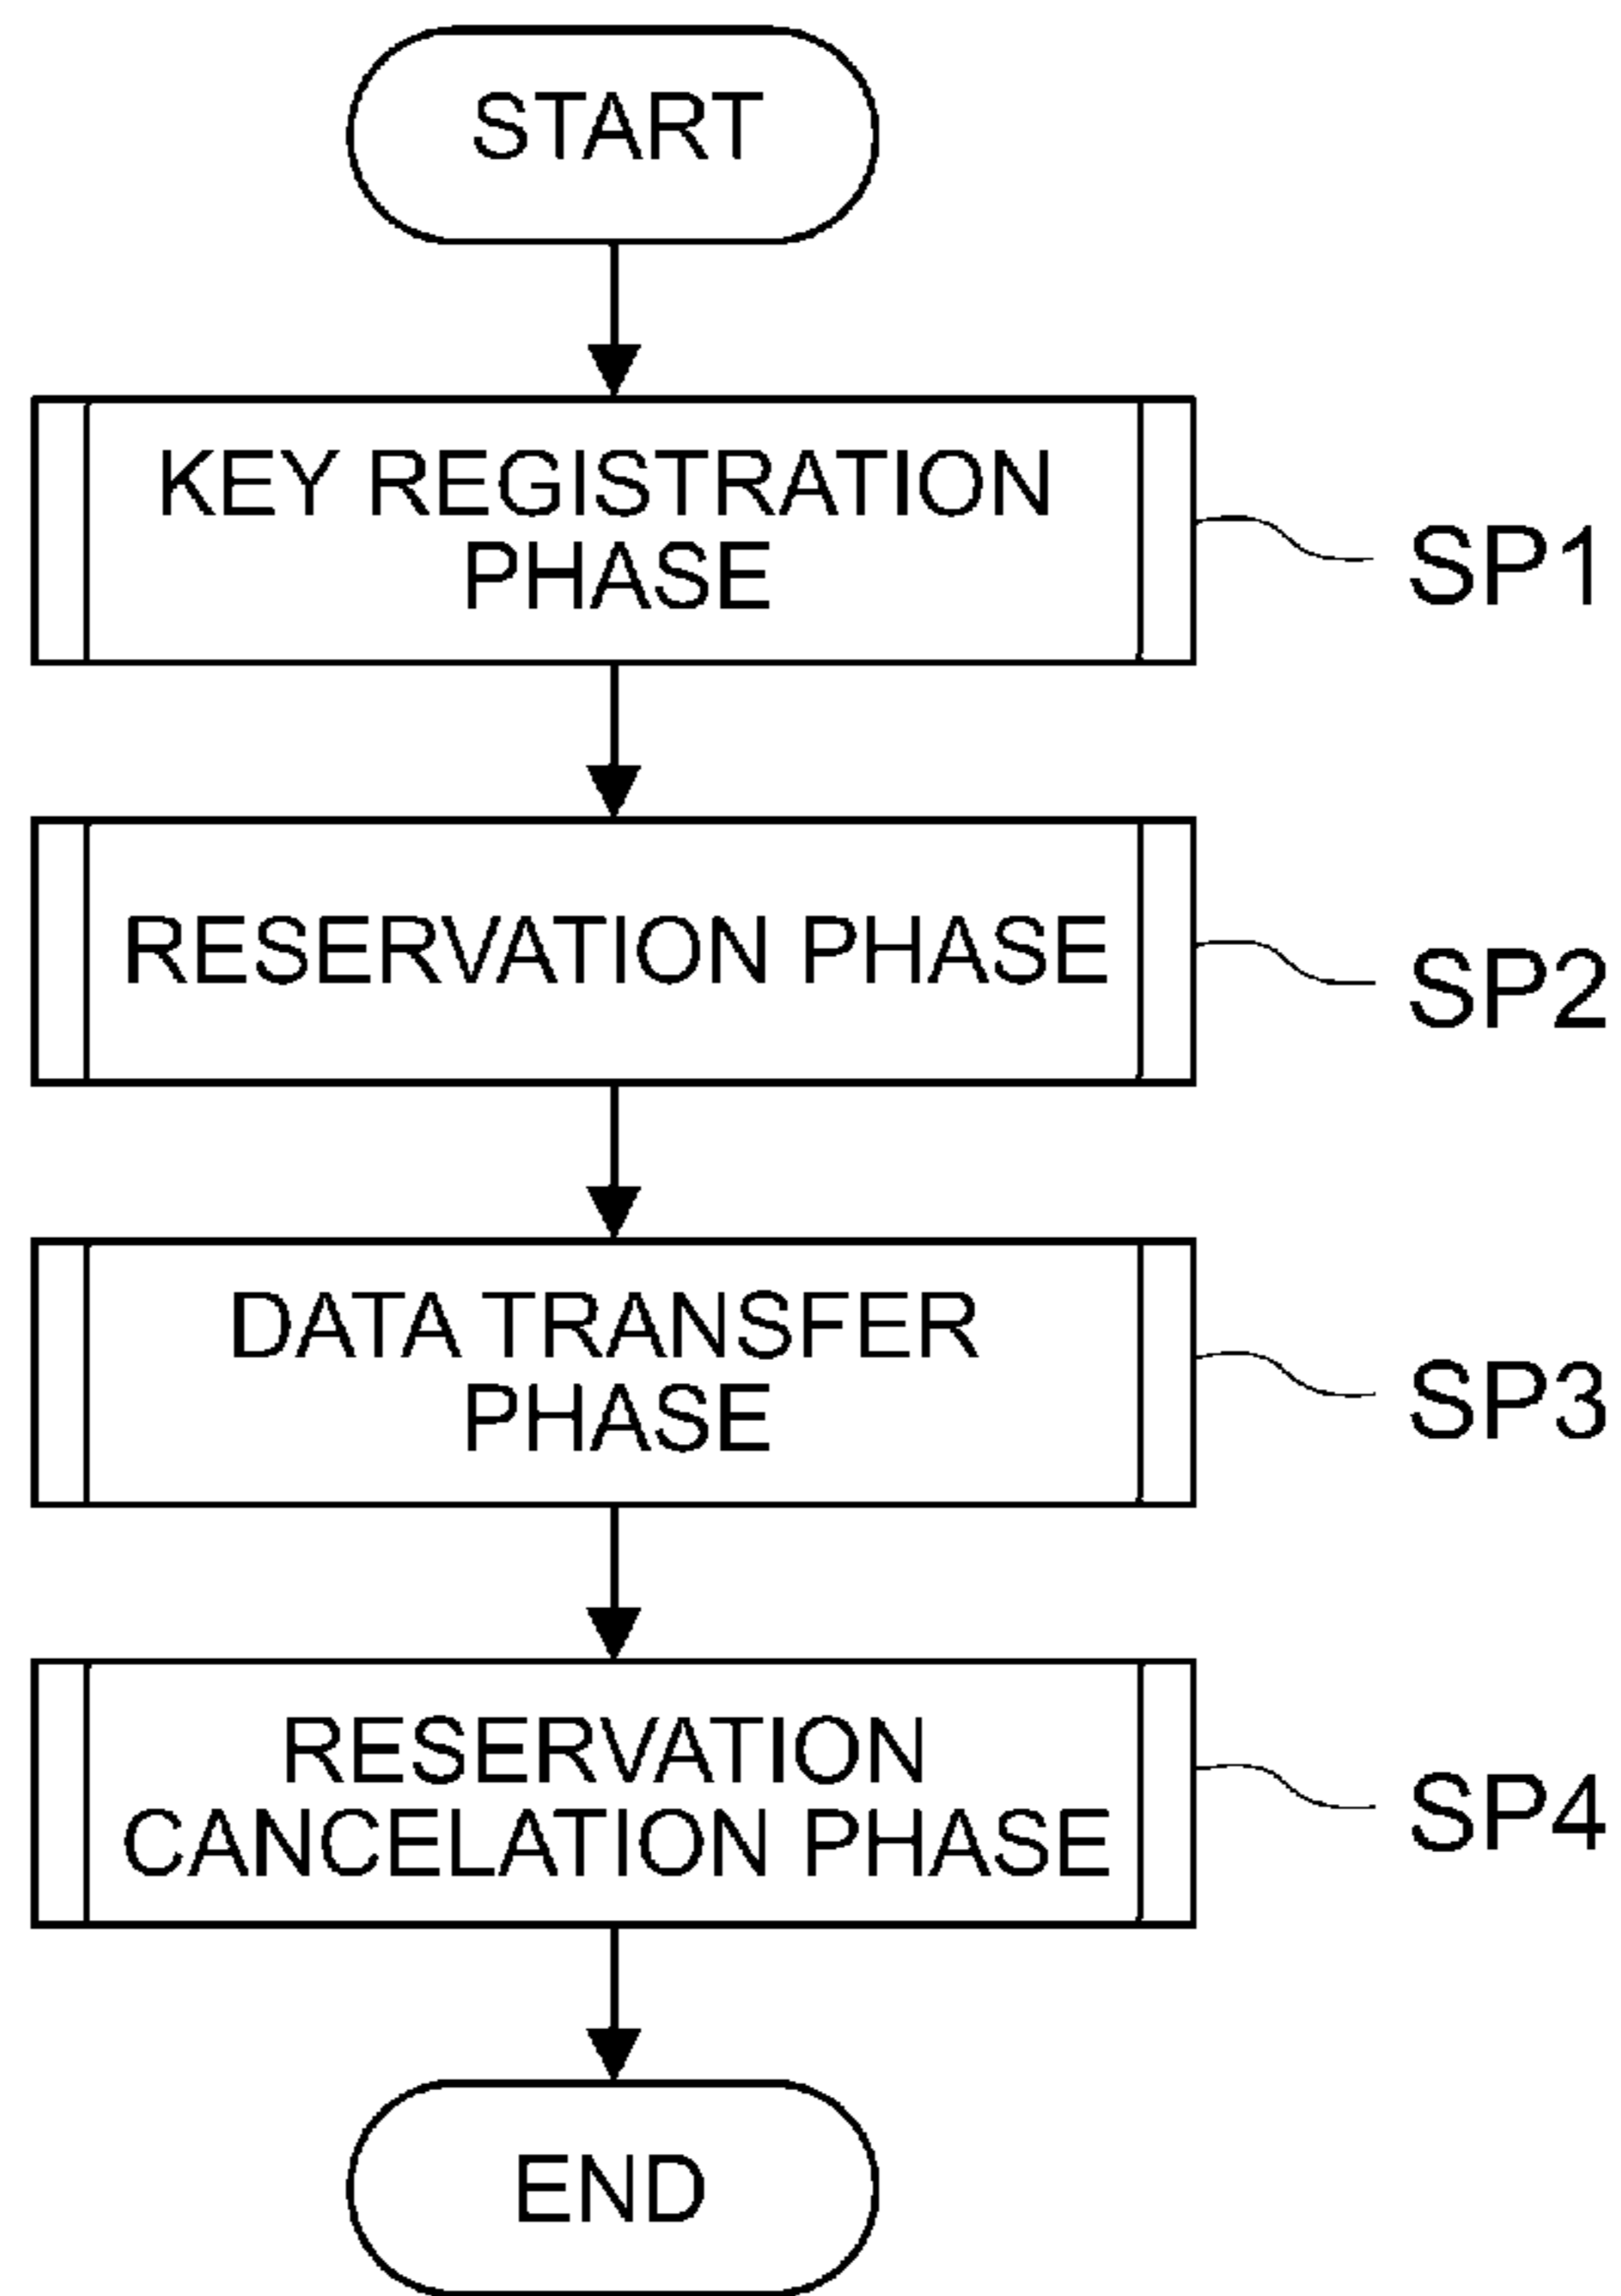 START
KEY REGISTRATION
PHASE
SP1
RESERVATION PHASE
SP2
DATA TRANSFER
PHASE
SP3
RESERVATION
CANCELATION PHASE
SP4
END